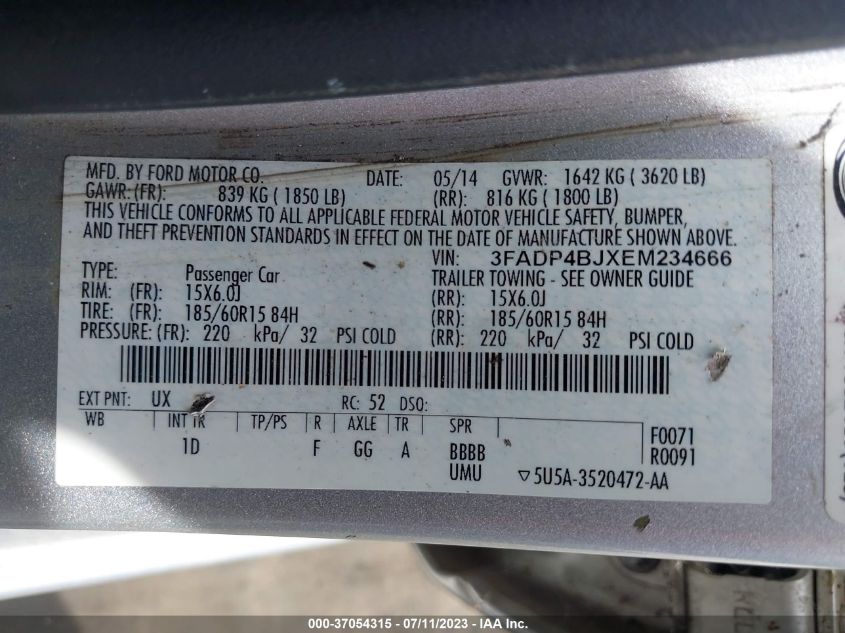 MFD. BY FORD MOTOR CO. DATE: 05/14 GVWR: 1642 KG ( 3620 LB)
GAWR:(FR): 839 KG ( 1850 LB) (RR): 816 KG ( 1800 LB)
THIS VEHICLE CONFORMS TO ALL APPLICABLE FEDERAL MOTOR VEHICLE SAFETY, BUMPER,
AND THEFT PREVENTION STANDARDS IN EFFECT ON THE DATE OF MANUFACTURE SHOWN ABOVE.
VIN: 3FADP4BJXEM234666
TYPE: Passenger Car TRAILER TOWING - SEE OWNER GUIDE
RIM: (FR): 15X6.0J (RR): 15X6.0J
TIRE: (FR): 185/60R15 84H (RR): 185/60R15 84H
PRESSURE:(FR): 220 kPa/ 32 PSI COLD (RR): 220 kPa/ 32 PSI COLD
EXT PNT: UX RC: 52 DSO:
WB INT TR TP/PS R AXLE TR SPR F0071
1D F GG A BBBB R0091
UMU ▽5U5A-3520472-AA
000-37054315 - 07/11/2023 - IAAI.com